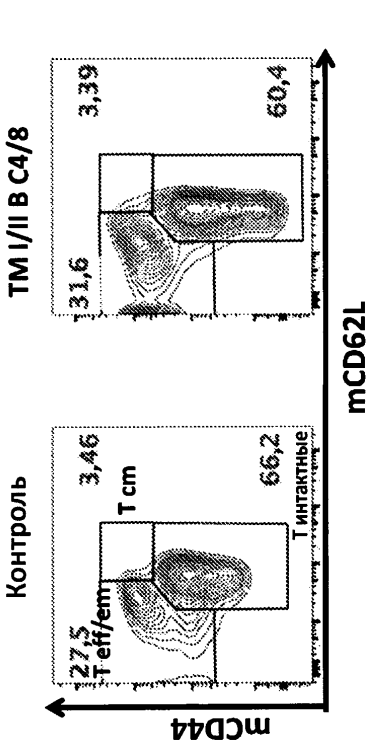 Контроль
TM I/II B C4/8
27,5
3,46
T eff/em
T cm
66,2
T интактные
31,6
3,39
60,4
mCD44
mCD62L